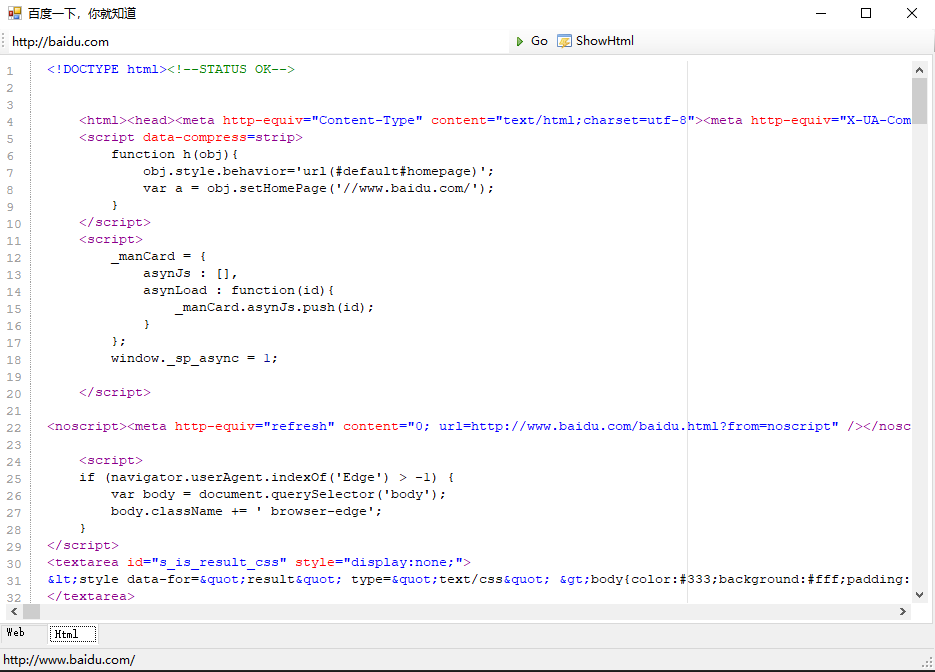 百度一下，你就知道
http://baidu.com Go ShowHtml
1 <!DOCTYPE html><!--STATUS OK-->
2
3
4 <html><head><meta http-equiv="Content-Type" content="text/html;charset=utf-8"><meta http-equiv="X-UA-Com
5 <script data-compress=strip>
6 function h(obj){
7 obj.style.behavior='url(#default#homepage)';
8 var a = obj.setHomePage('//www.baidu.com/');
9 }
10 </script>
11 <script>
12 _manCard = {
13 asynJs : [],
14 asynLoad : function(id){
15 _manCard.asynJs.push(id);
16 }
17 };
18 window._sp_async = 1;
19
20 </script>
21
22 <noscript><meta http-equiv="refresh" content="0; url=http://www.baidu.com/baidu.html?from=noscript" /></nosc
23
24 <script>
25 if (navigator.userAgent.indexOf('Edge') > -1) {
26 var body = document.querySelector('body');
27 body.className += ' browser-edge';
28 }
29 </script>
30 <textarea id="s_is_result_css" style="display:none;">
31 &lt;style data-for=&quot;result&quot; type=&quot;text/css&quot; &gt;body{color:#333;background:#fff;padding:
32 </textarea>
Web Html
http://www.baidu.com/